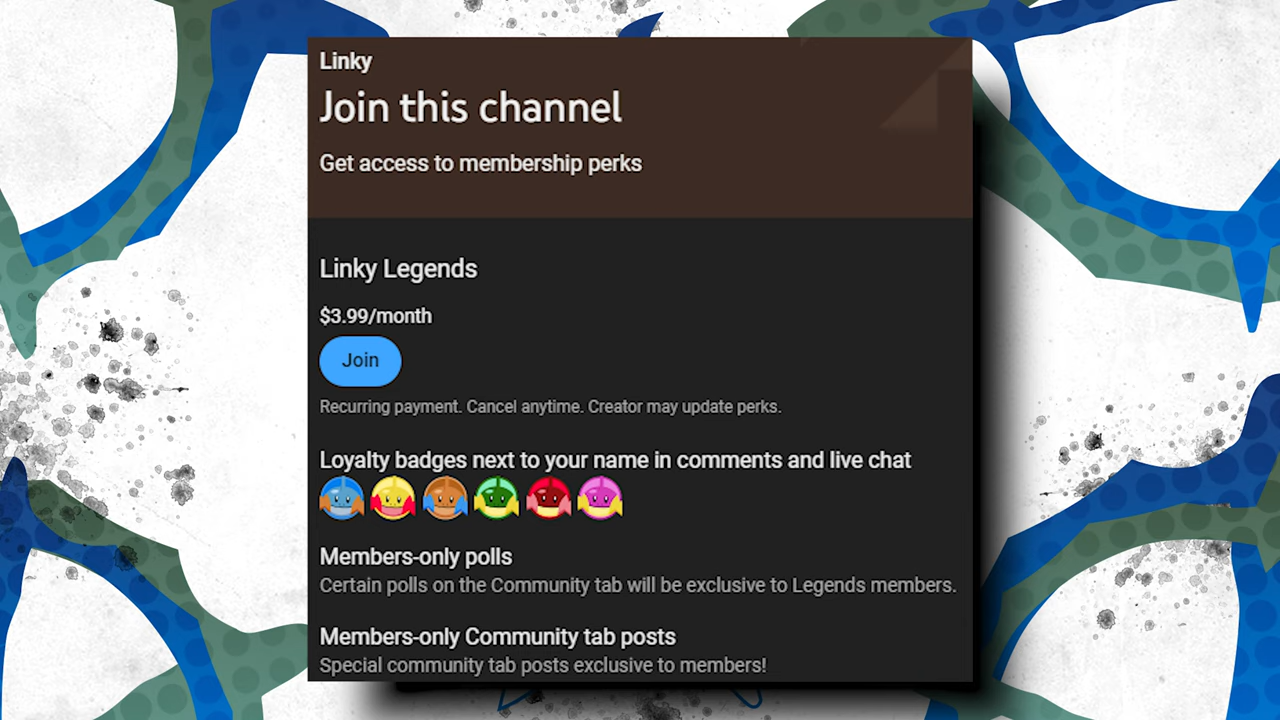 Linky
Join this channel
Get access to membership perks
Linky Legends
$3.99/month
Join
Recurring payment. Cancel anytime. Creator may update perks.
Loyalty badges next to your name in comments and live chat
Members-only polls
Certain polls on the Community tab will be exclusive to Legends members.
Members-only Community tab posts
Special community tab posts exclusive to members!